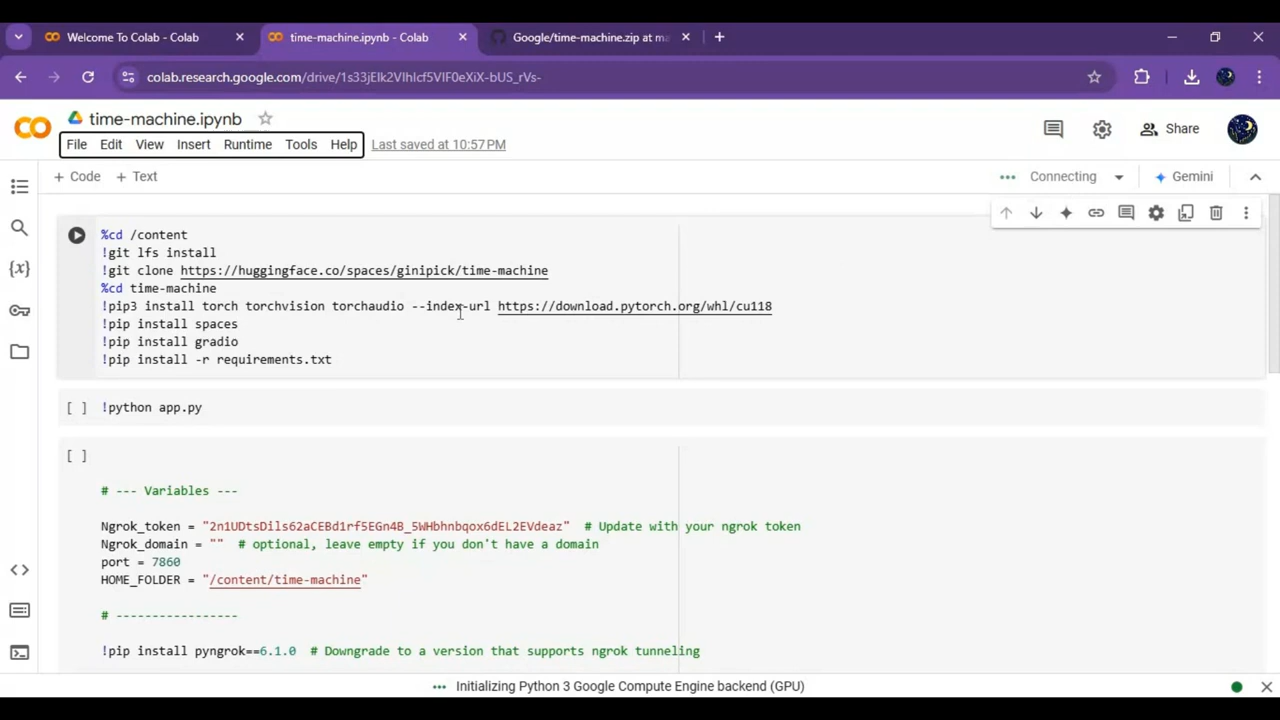 Welcome To Colab - Colab
time-machine.ipynb - Colab
Google/time-machine.zip at ma
colab.research.google.com/drive/1s33jElk2VIhIcf5VIF0eXiX-bUS_rVs-
CO
time-machine.ipynb
File Edit View Insert Runtime Tools Help Last saved at 10:57 PM
Share
+ Code + Text
Connecting
Gemini
%cd /content
!git lfs install
!git clone https://huggingface.co/spaces/ginipick/time-machine
%cd time-machine
!pip3 install torch torchvision torchaudio --index-url https://download.pytorch.org/whl/cu118
!pip install spaces
!pip install gradio
!pip install -r requirements.txt
[ ] !python app.py
[ ]
# --- Variables ---
Ngrok_token = "2n1UDtsDils62aCEBd1rf5EGn4B_5WHbhnbqox6dEL2EVdeaz" # Update with your ngrok token
Ngrok_domain = "" # optional, leave empty if you don't have a domain
port = 7860
HOME_FOLDER = "/content/time-machine"
# -----------------
!pip install pyngrok==6.1.0 # Downgrade to a version that supports ngrok tunneling
Initializing Python 3 Google Compute Engine backend (GPU)